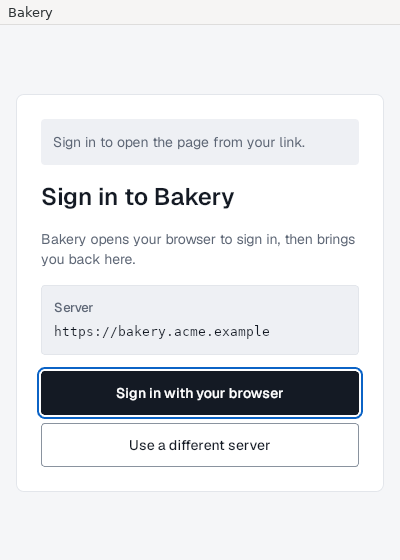 Bakery
Sign in to open the page from your link.
Sign in to Bakery
Bakery opens your browser to sign in, then brings
you back here.
Server
https://bakery.acme.example
Sign in with your browser
Use a different server